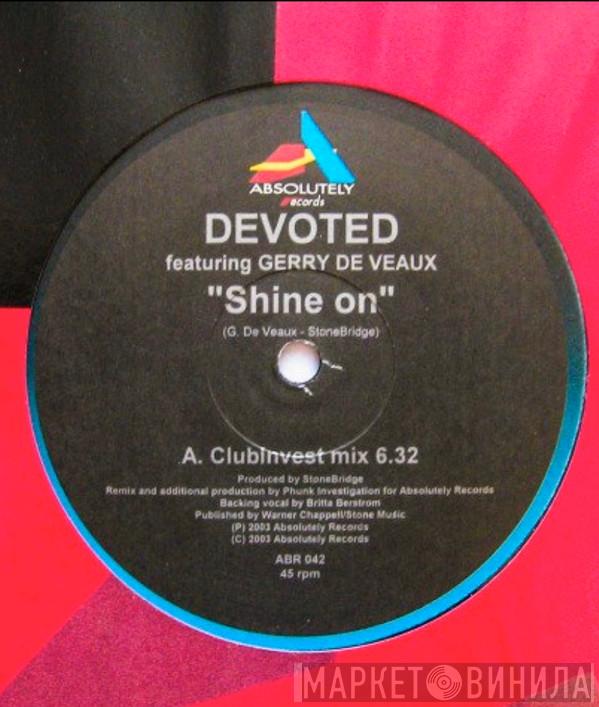 ABSOLUTELY
records
DEVOTED
featuring GERRY DE VEAUX
"Shine on"
(G. De Veaux - StoneBridge)
A. Clubinvest mix 6.32
Produced by StoneBridge
Remix and additional production by Phunk Investigation for Absolutely Records
Backing vocal by Britta Berstrom
Published by Warner Chappell/Stone Music
(P) 2003 Absolutely Records
(C) 2003 Absolutely Records
ABR 042
45 rpm
МАРКЕТ ВИНИЛА